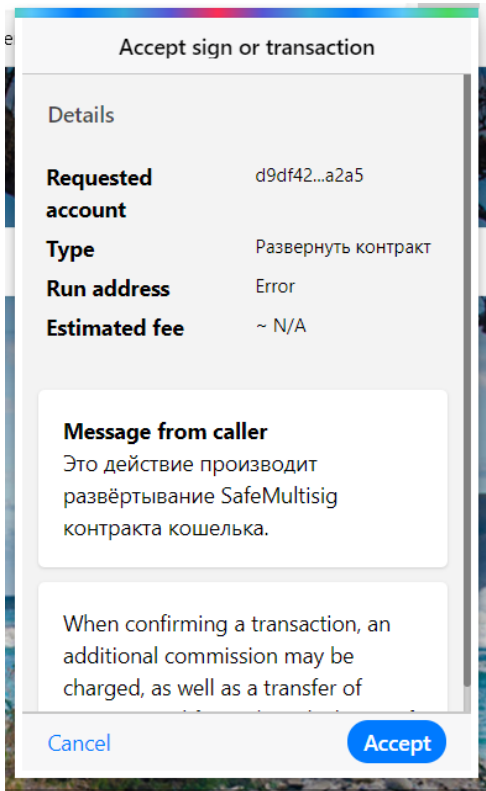 Accept sign or transaction
Details
Requested account d9df42...a2a5
Type Развернуть контракт
Run address Error
Estimated fee ~ N/A
Message from caller
Это действие производит
развёртывание SafeMultisig
контракта кошелька.
When confirming a transaction, an
additional commission may be
charged, as well as a transfer of
Cancel Accept